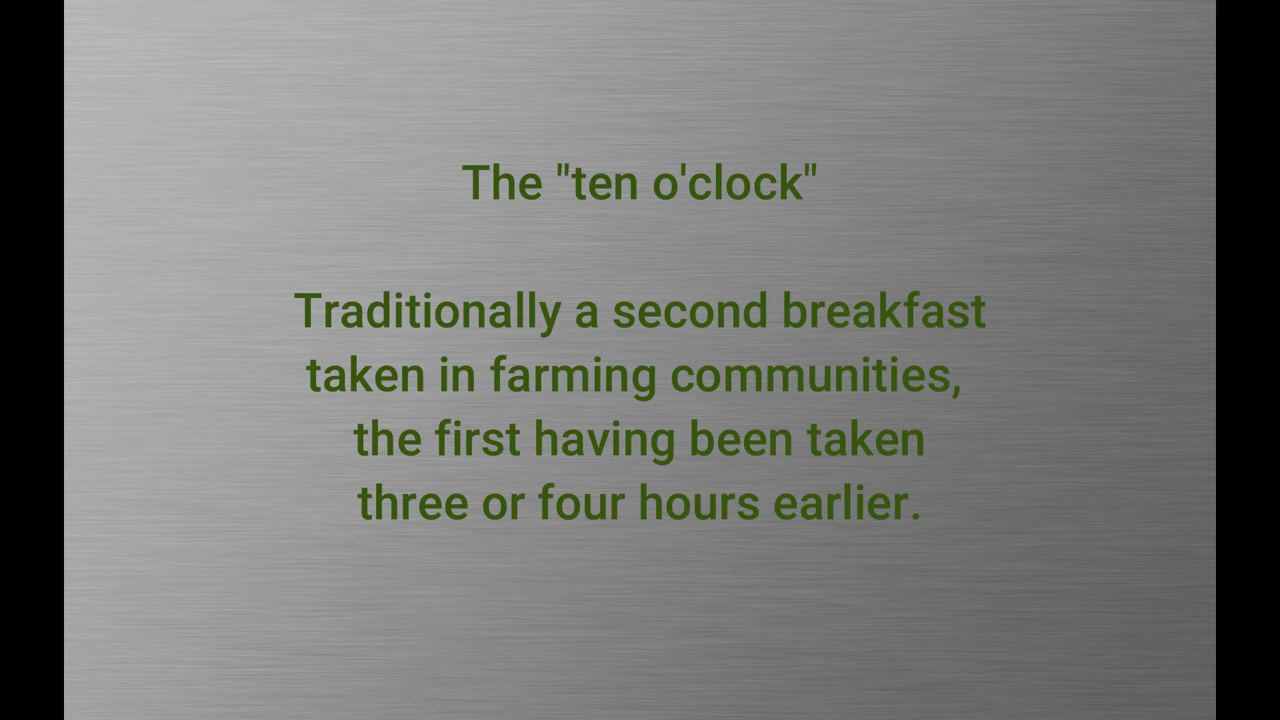 The "ten o'clock"
Traditionally a second breakfast
taken in farming communities,
the first having been taken
three or four hours earlier.